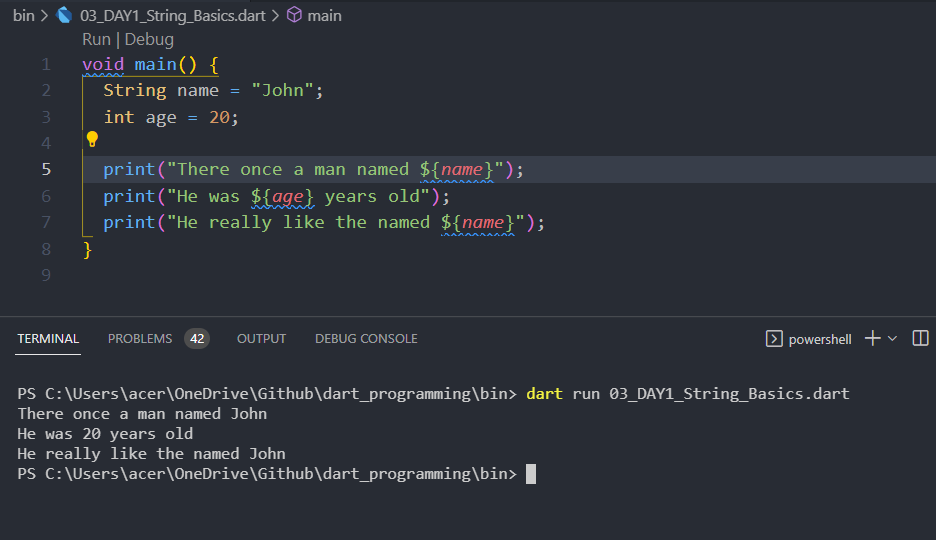 bin > 03_DAY1_String_Basics.dart > main
Run | Debug
1 void main() {
2 String name = "John";
3 int age = 20;
4
5 print("There once a man named ${name}");
6 print("He was ${age} years old");
7 print("He really like the named ${name}");
8 }
9
TERMINAL PROBLEMS 42 OUTPUT DEBUG CONSOLE powershell
PS C:\Users\acer\OneDrive\Github\dart_programming\bin> dart run 03_DAY1_String_Basics.dart
There once a man named John
He was 20 years old
He really like the named John
PS C:\Users\acer\OneDrive\Github\dart_programming\bin>